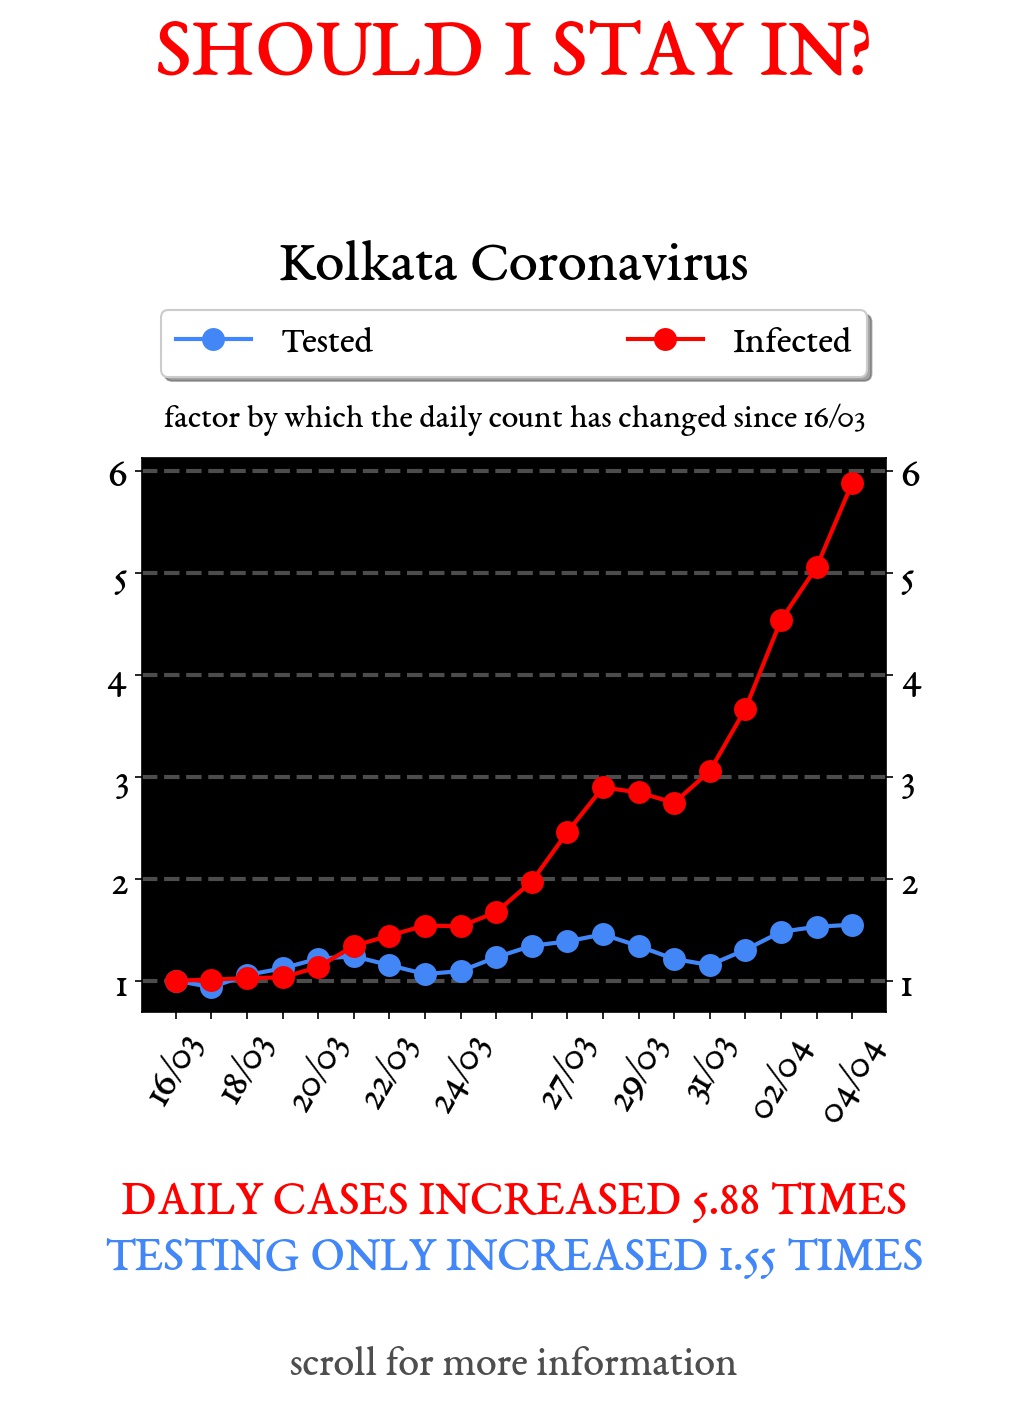 SHOULD I STAY IN?
Kolkata Coronavirus
Tested Infected
factor by which the daily count has changed since 16/03
6 6
5 5
4 4
3 3
2 2
1 1
16/03 18/03 20/03 22/03 24/03 27/03 29/03 31/03 02/04 04/04
DAILY CASES INCREASED 5.88 TIMES
TESTING ONLY INCREASED 1.55 TIMES
scroll for more information